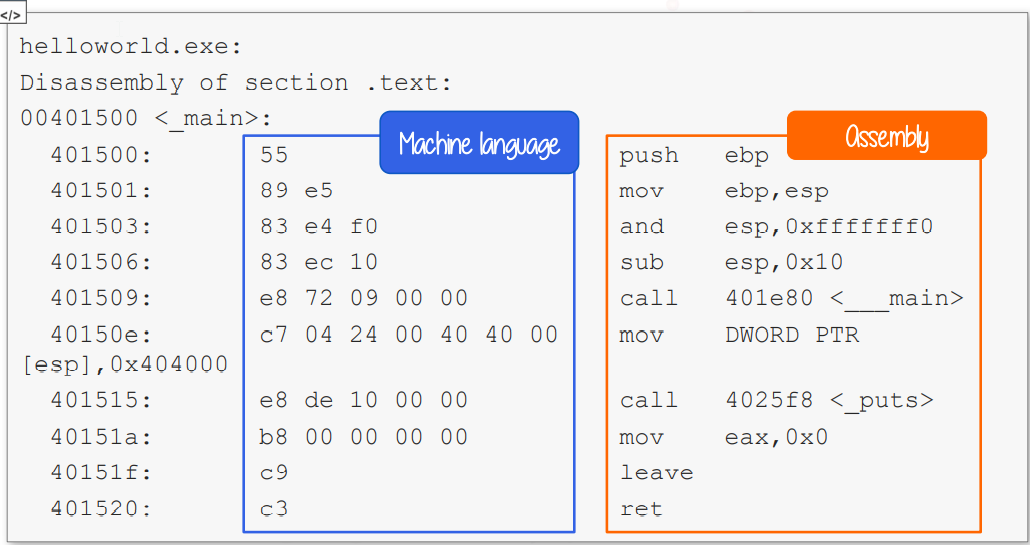 </>
helloworld.exe:
Disassembly of section .text:
00401500 <_main>:
Machine language
Assembly
401500: 55 push ebp
401501: 89 e5 mov ebp,esp
401503: 83 e4 f0 and esp,0xfffffff0
401506: 83 ec 10 sub esp,0x10
401509: e8 72 09 00 00 call 401e80 <___main>
40150e: c7 04 24 00 40 40 00 mov DWORD PTR
[esp],0x404000
401515: e8 de 10 00 00 call 4025f8 <_puts>
40151a: b8 00 00 00 00 mov eax,0x0
40151f: c9 leave
401520: c3 ret